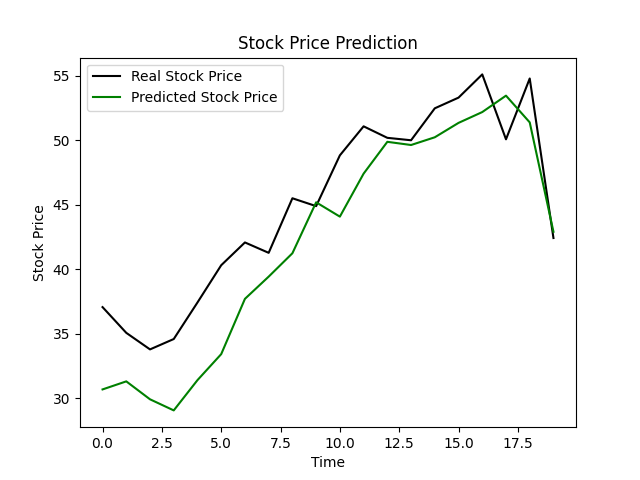 Stock Price Prediction
Real Stock Price
Predicted Stock Price
55
50
45
40
35
30
Stock Price
0.0 2.5 5.0 7.5 10.0 12.5 15.0 17.5
Time